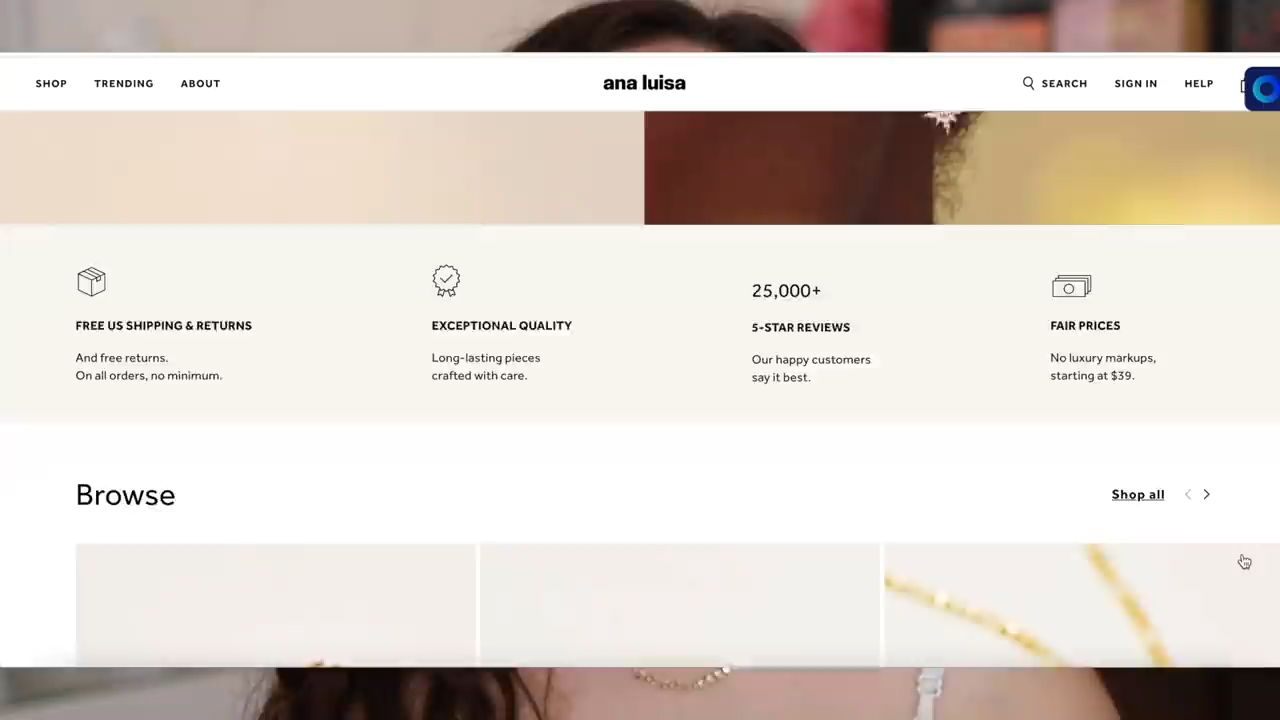 SHOP TRENDING ABOUT ana luisa SEARCH SIGN IN HELP
FREE US SHIPPING & RETURNS
And free returns.
On all orders, no minimum.
EXCEPTIONAL QUALITY
Long-lasting pieces
crafted with care.
25,000+
5-STAR REVIEWS
Our happy customers
say it best.
FAIR PRICES
No luxury markups,
starting at $39.
Browse
Shop all